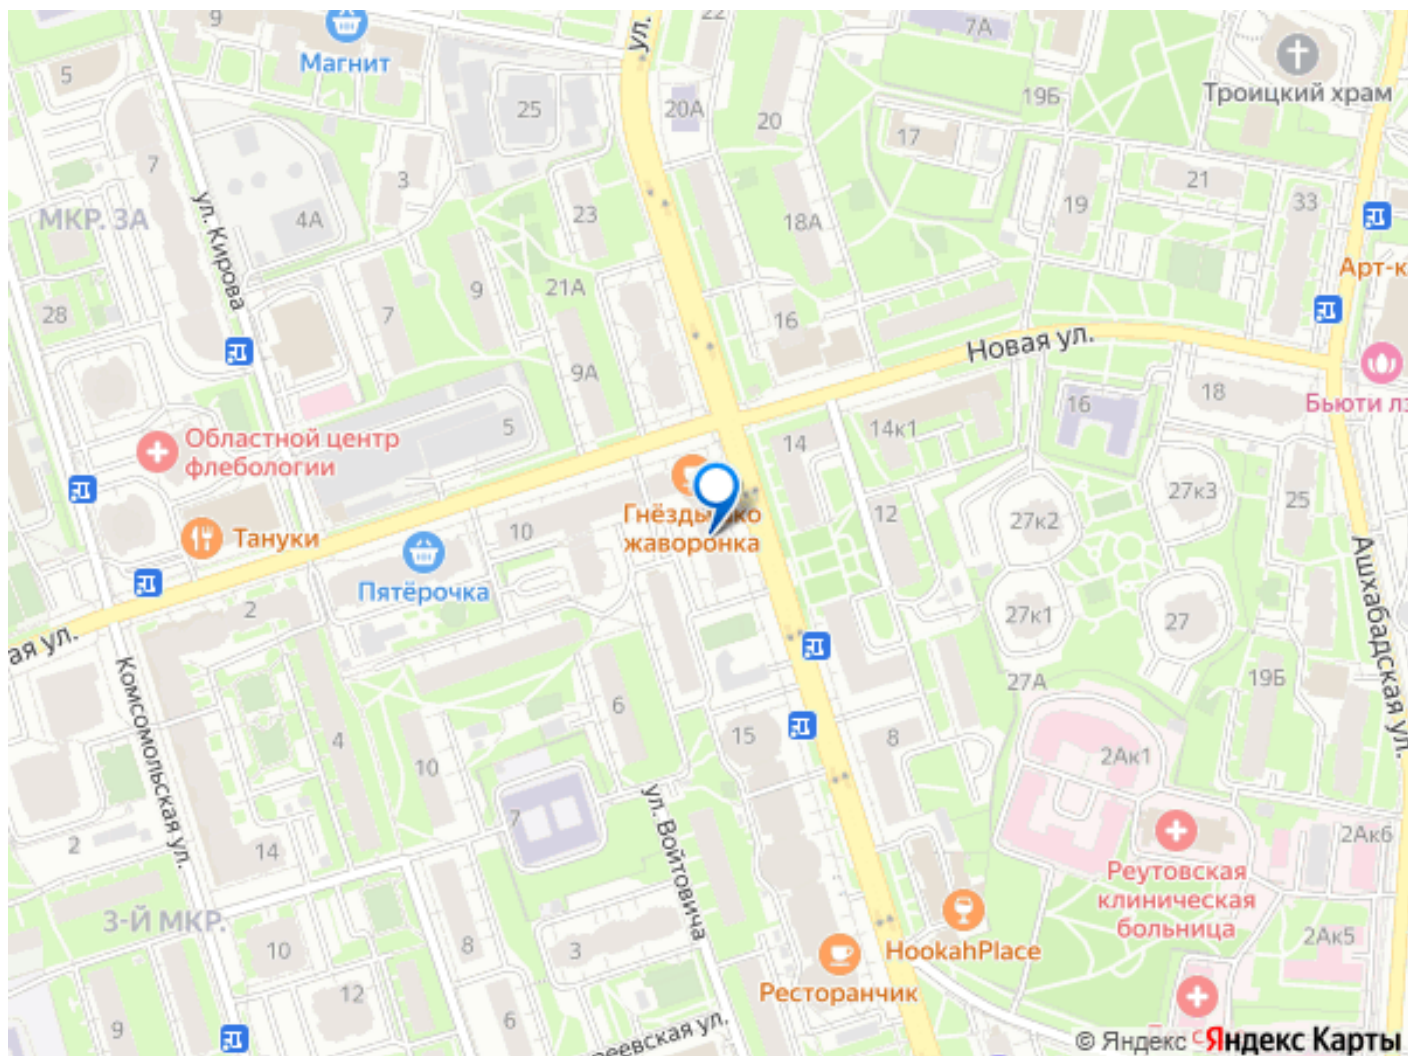 22
7А
ул.
Магнит
5
25
20А
20
19Б
Троицкий храм
17
7
3
21
ул. Кирова
МКР. 3А
4А
23
18А
19
33
28
7
9
21А
16
Арт-к
Новая ул.
9А
18
16
Бьюти лэ
5
14
14к1
Областной центр
флебологии
27к3
25
Гнёзды ко
жаворонка
10
12
27к2
Тануки
Пятёрочка
2
27к1
27
Ашхабадская ул.
ая ул.
Комсомольская ул.
27А
19Б
6
4
15
8
2Ак1
10
7
ул. Войтовича
2
14
2Ак6
Реутовская
клиническая
больница
3-Й МКР.
10
8
3
HookahPlace
2Ак5
Ресторанчик
12
9
6
еевская ул.
© Яндекс
Яндекс Карты